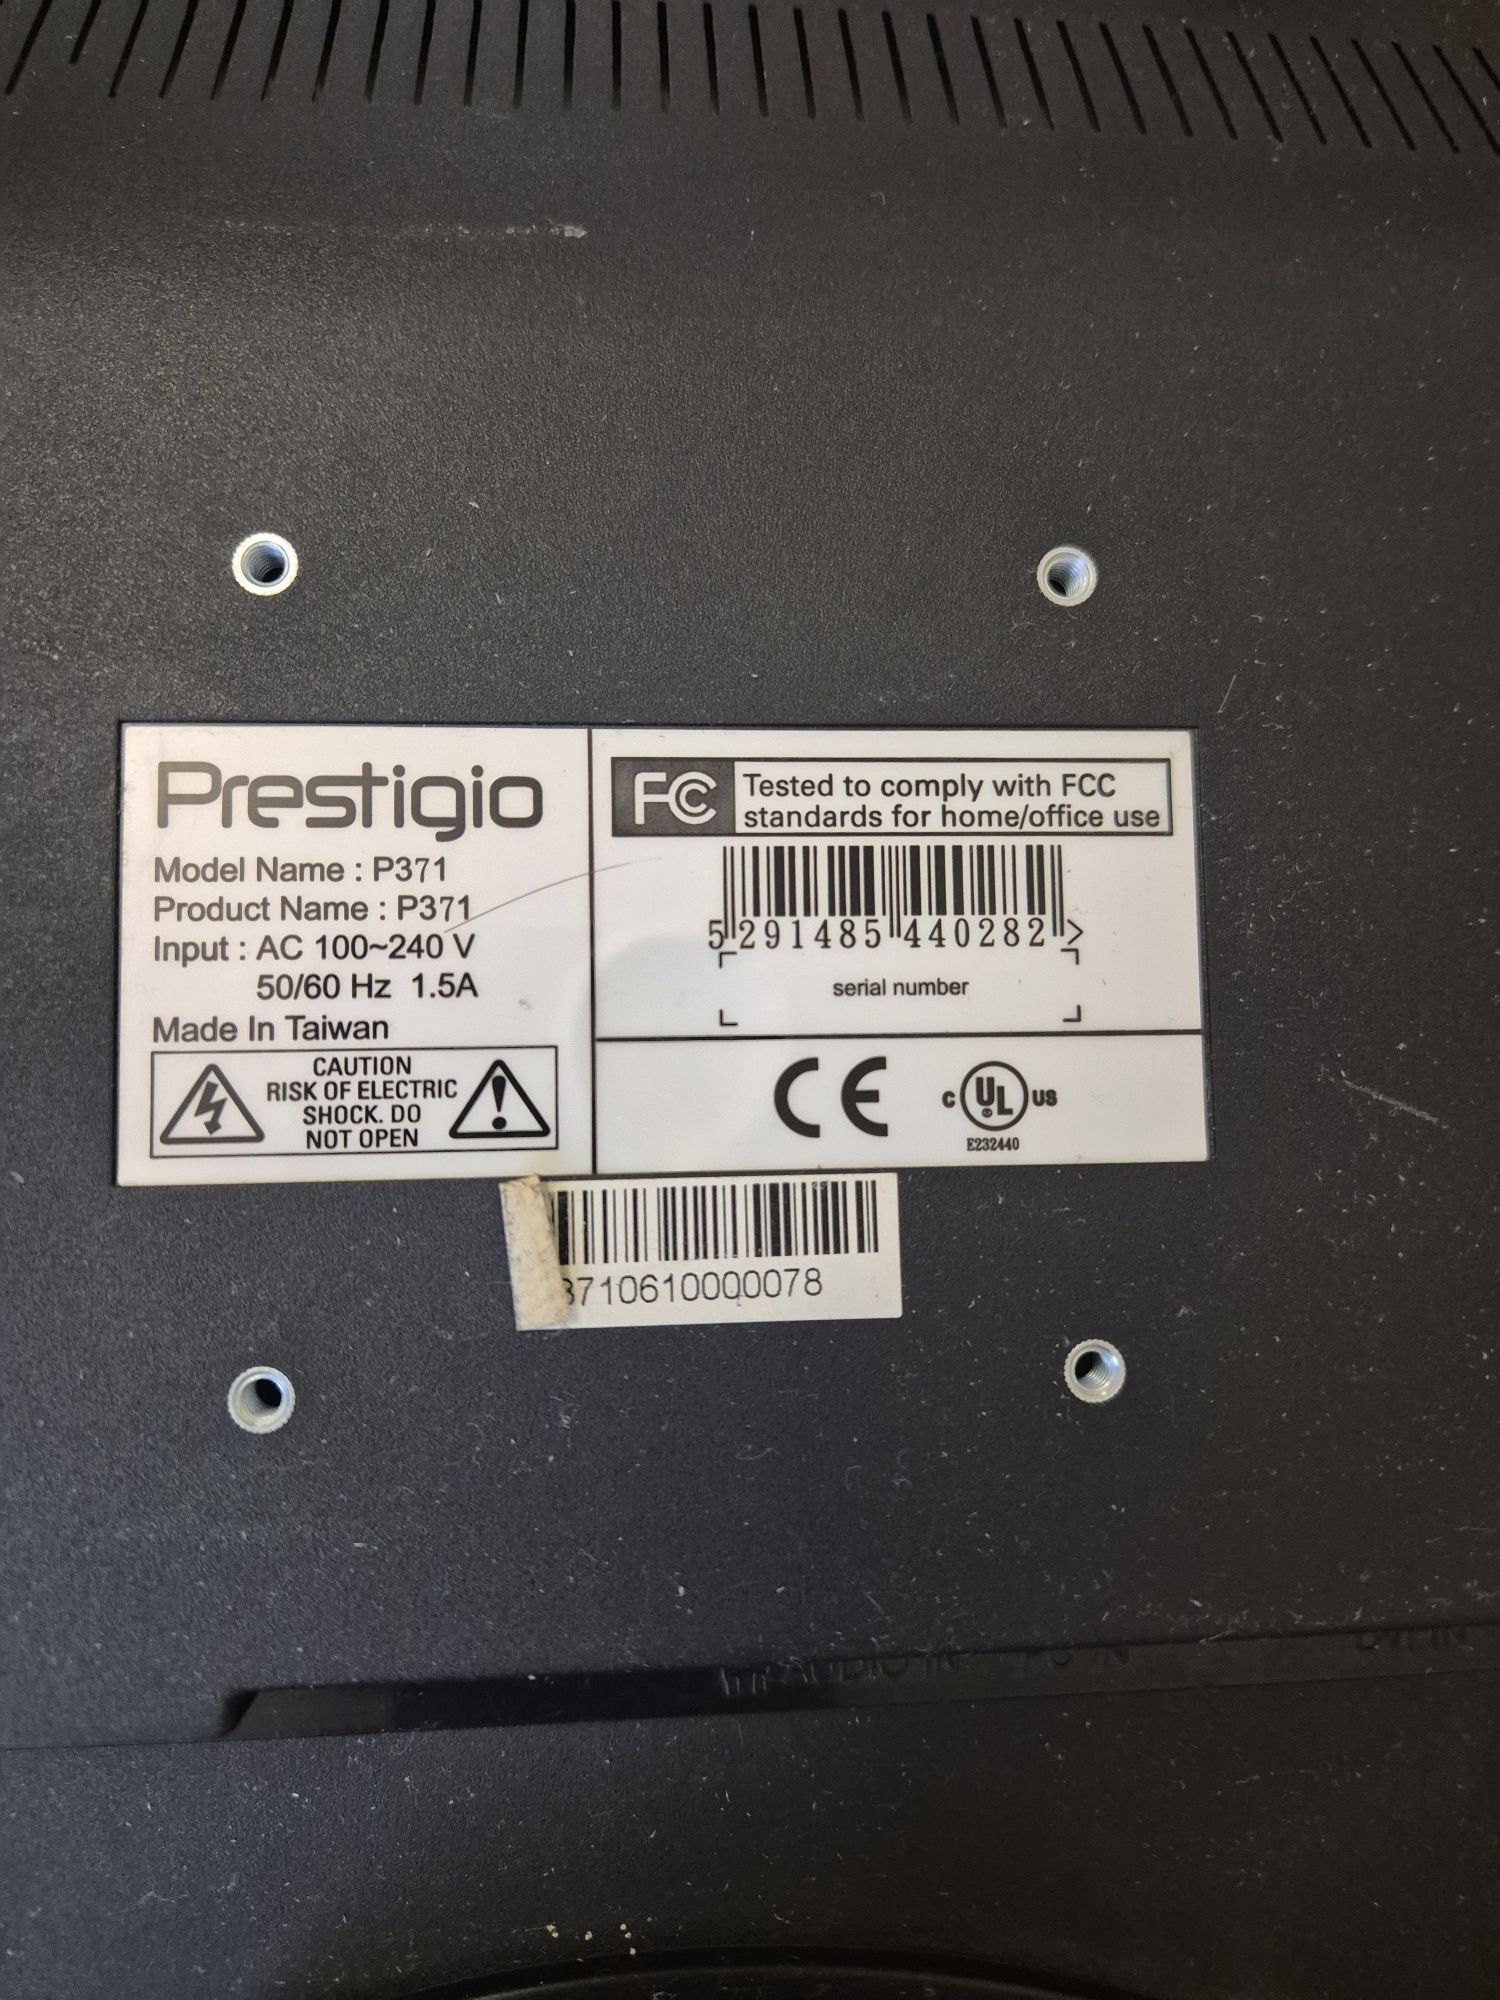 Prestigio
Model Name : P371
Product Name : P371
Input : AC 100~240 V
50/60 Hz 1.5A
Made In Taiwan
CAUTION
RISK OF ELECTRIC
SHOCK. DO
NOT OPEN
FC Tested to comply with FCC
standards for home/office use
5 291485 440282 >
serial number
CE
C UL US
®
E232440
3710610000078
AUDIO IN